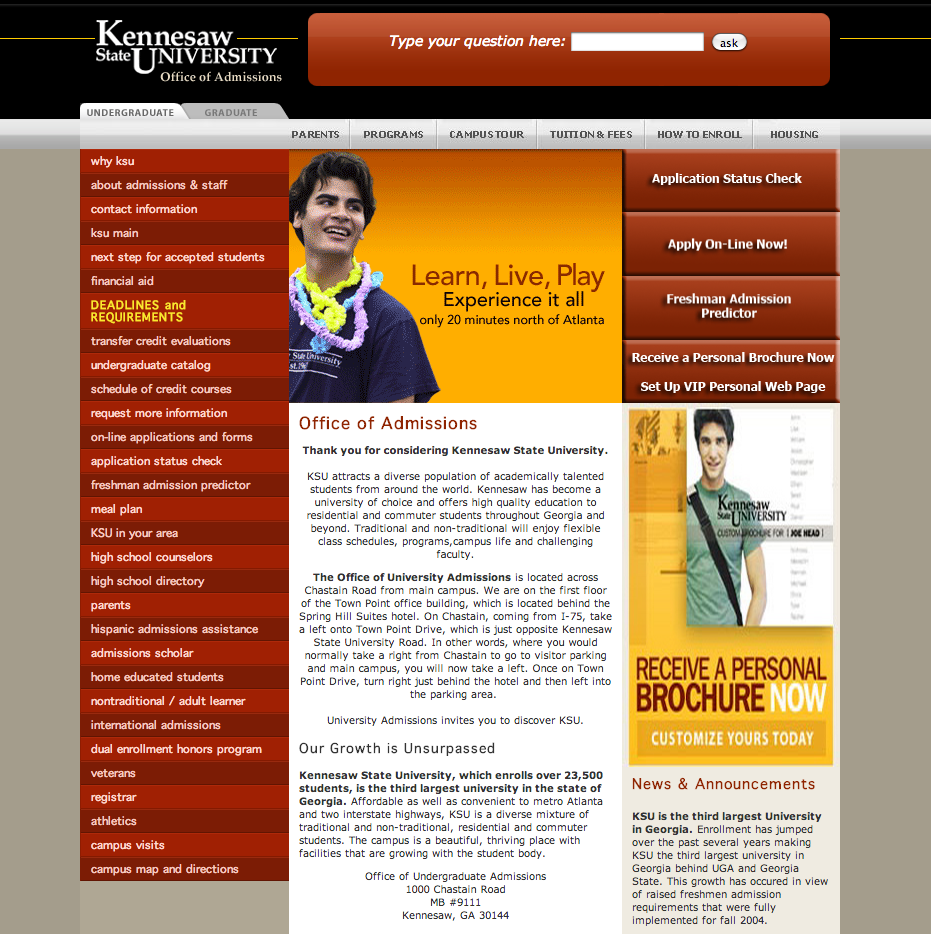 Kennesaw
State UNIVERSITY
Office of Admissions
Type your question here:
ask
UNDERGRADUATE
GRADUATE
PARENTS
PROGRAMS
CAMPUS TOUR
TUITION & FEES
HOW TO ENROLL
HOUSING
why ksu
about admissions & staff
contact information
ksu main
next step for accepted students
financial aid
DEADLINES and
REQUIREMENTS
transfer credit evaluations
undergraduate catalog
schedule of credit courses
request more information
on-line applications and forms
application status check
freshman admission predictor
meal plan
KSU in your area
high school counselors
high school directory
parents
hispanic admissions assistance
admissions scholar
home educated students
nontraditional / adult learner
international admissions
dual enrollment honors program
veterans
registrar
athletics
campus visits
campus map and directions
State University
Learn, Live, Play
Experience it all
only 20 minutes north of Atlanta
Office of Admissions
Thank you for considering Kennesaw State University.
KSU attracts a diverse population of academically talented
students from around the world. Kennesaw has become a
university of choice and offers high quality education to
residential and commuter students throughout Georgia and
beyond. Traditional and non-traditional will enjoy flexible
class schedules, programs,campus life and challenging
faculty.
The Office of University Admissions is located across
Chastain Road from main campus. We are on the first floor
of the Town Point office building, which is located behind the
Spring Hill Suites hotel. On Chastain, coming from I-75, take
a left onto Town Point Drive, which is just opposite Kennesaw
State University Road. In other words, where you would
normally take a right from Chastain to go to visitor parking
and main campus, you will now take a left. Once on Town
Point Drive, turn right just behind the hotel and then left into
the parking area.
University Admissions invites you to discover KSU.
Our Growth is Unsurpassed
Kennesaw State University, which enrolls over 23,500
students, is the third largest university in the state of
Georgia. Affordable as well as convenient to metro Atlanta
and two interstate highways, KSU is a diverse mixture of
traditional and non-traditional, residential and commuter
students. The campus is a beautiful, thriving place with
facilities that are growing with the student body.
Office of Undergraduate Admissions
1000 Chastain Road
MB #9111
Kennesaw, GA 30144
Application Status Check
Apply On-Line Now!
Freshman Admission
Predictor
Receive a Personal Brochure Now
Set Up VIP Personal Web Page
Kennesaw
State UNIVERSITY
CUSTOM BROCHURE FOR [ JOE HEAD ]
RECEIVE A PERSONAL
BROCHURE NOW
CUSTOMIZE YOURS TODAY
News & Announcements
KSU is the third largest University
in Georgia. Enrollment has jumped
over the past several years making
KSU the third largest university in
Georgia behind UGA and Georgia
State. This growth has occured in view
of raised freshmen admission
requirements that were fully
implemented for fall 2004.